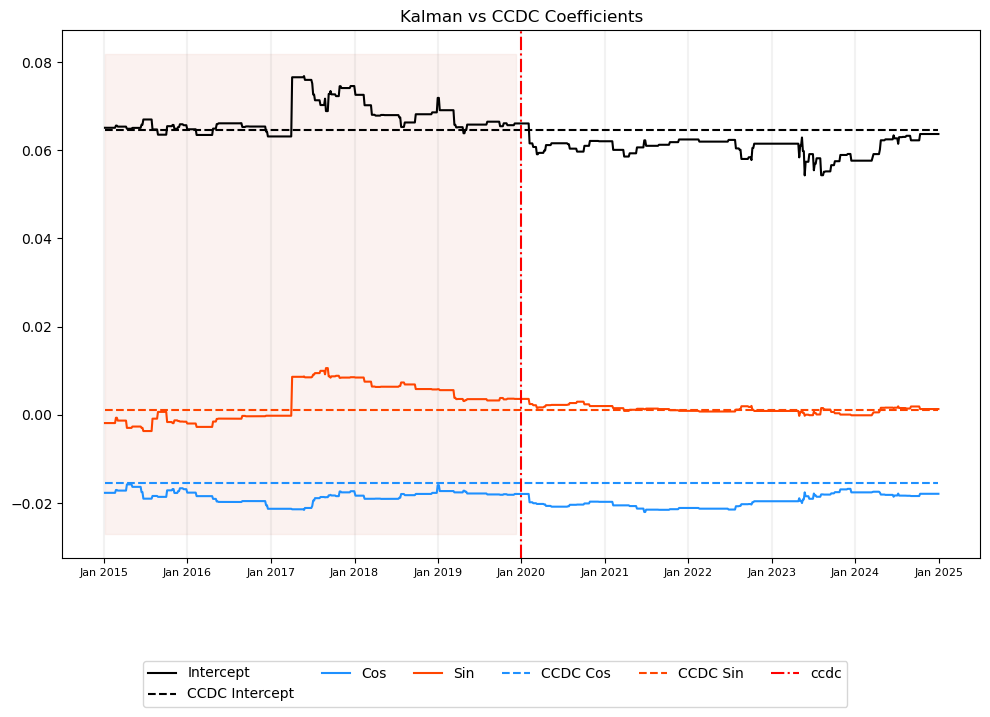 Kalman vs CCDC Coefficients
0.08
0.06
0.04
0.02
0.00
−0.02
Jan 2015 Jan 2016 Jan 2017 Jan 2018 Jan 2019 Jan 2020 Jan 2021 Jan 2022 Jan 2023 Jan 2024 Jan 2025
Intercept Cos Sin CCDC Cos CCDC Sin ccdc
CCDC Intercept